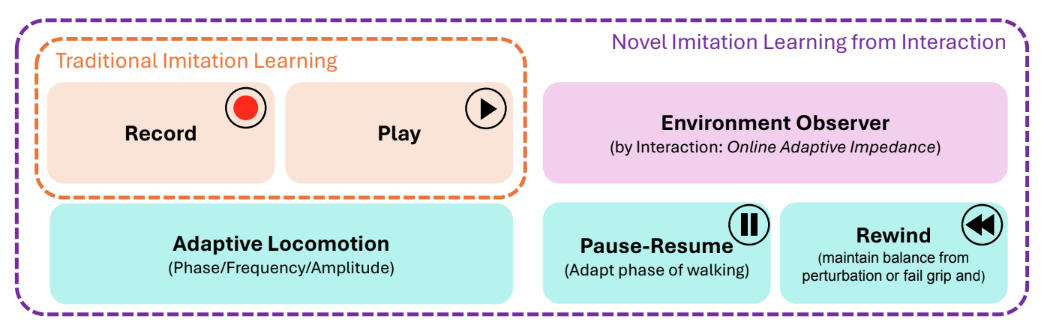 Novel Imitation Learning from Interaction
Traditional Imitation Learning
Record
Play
Environment Observer
(by Interaction: Online Adaptive Impedance)
Adaptive Locomotion
(Phase/Frequency/Amplitude)
Pause-Resume
(Adapt phase of walking)
Rewind
(maintain balance from
perturbation or fail grip and)